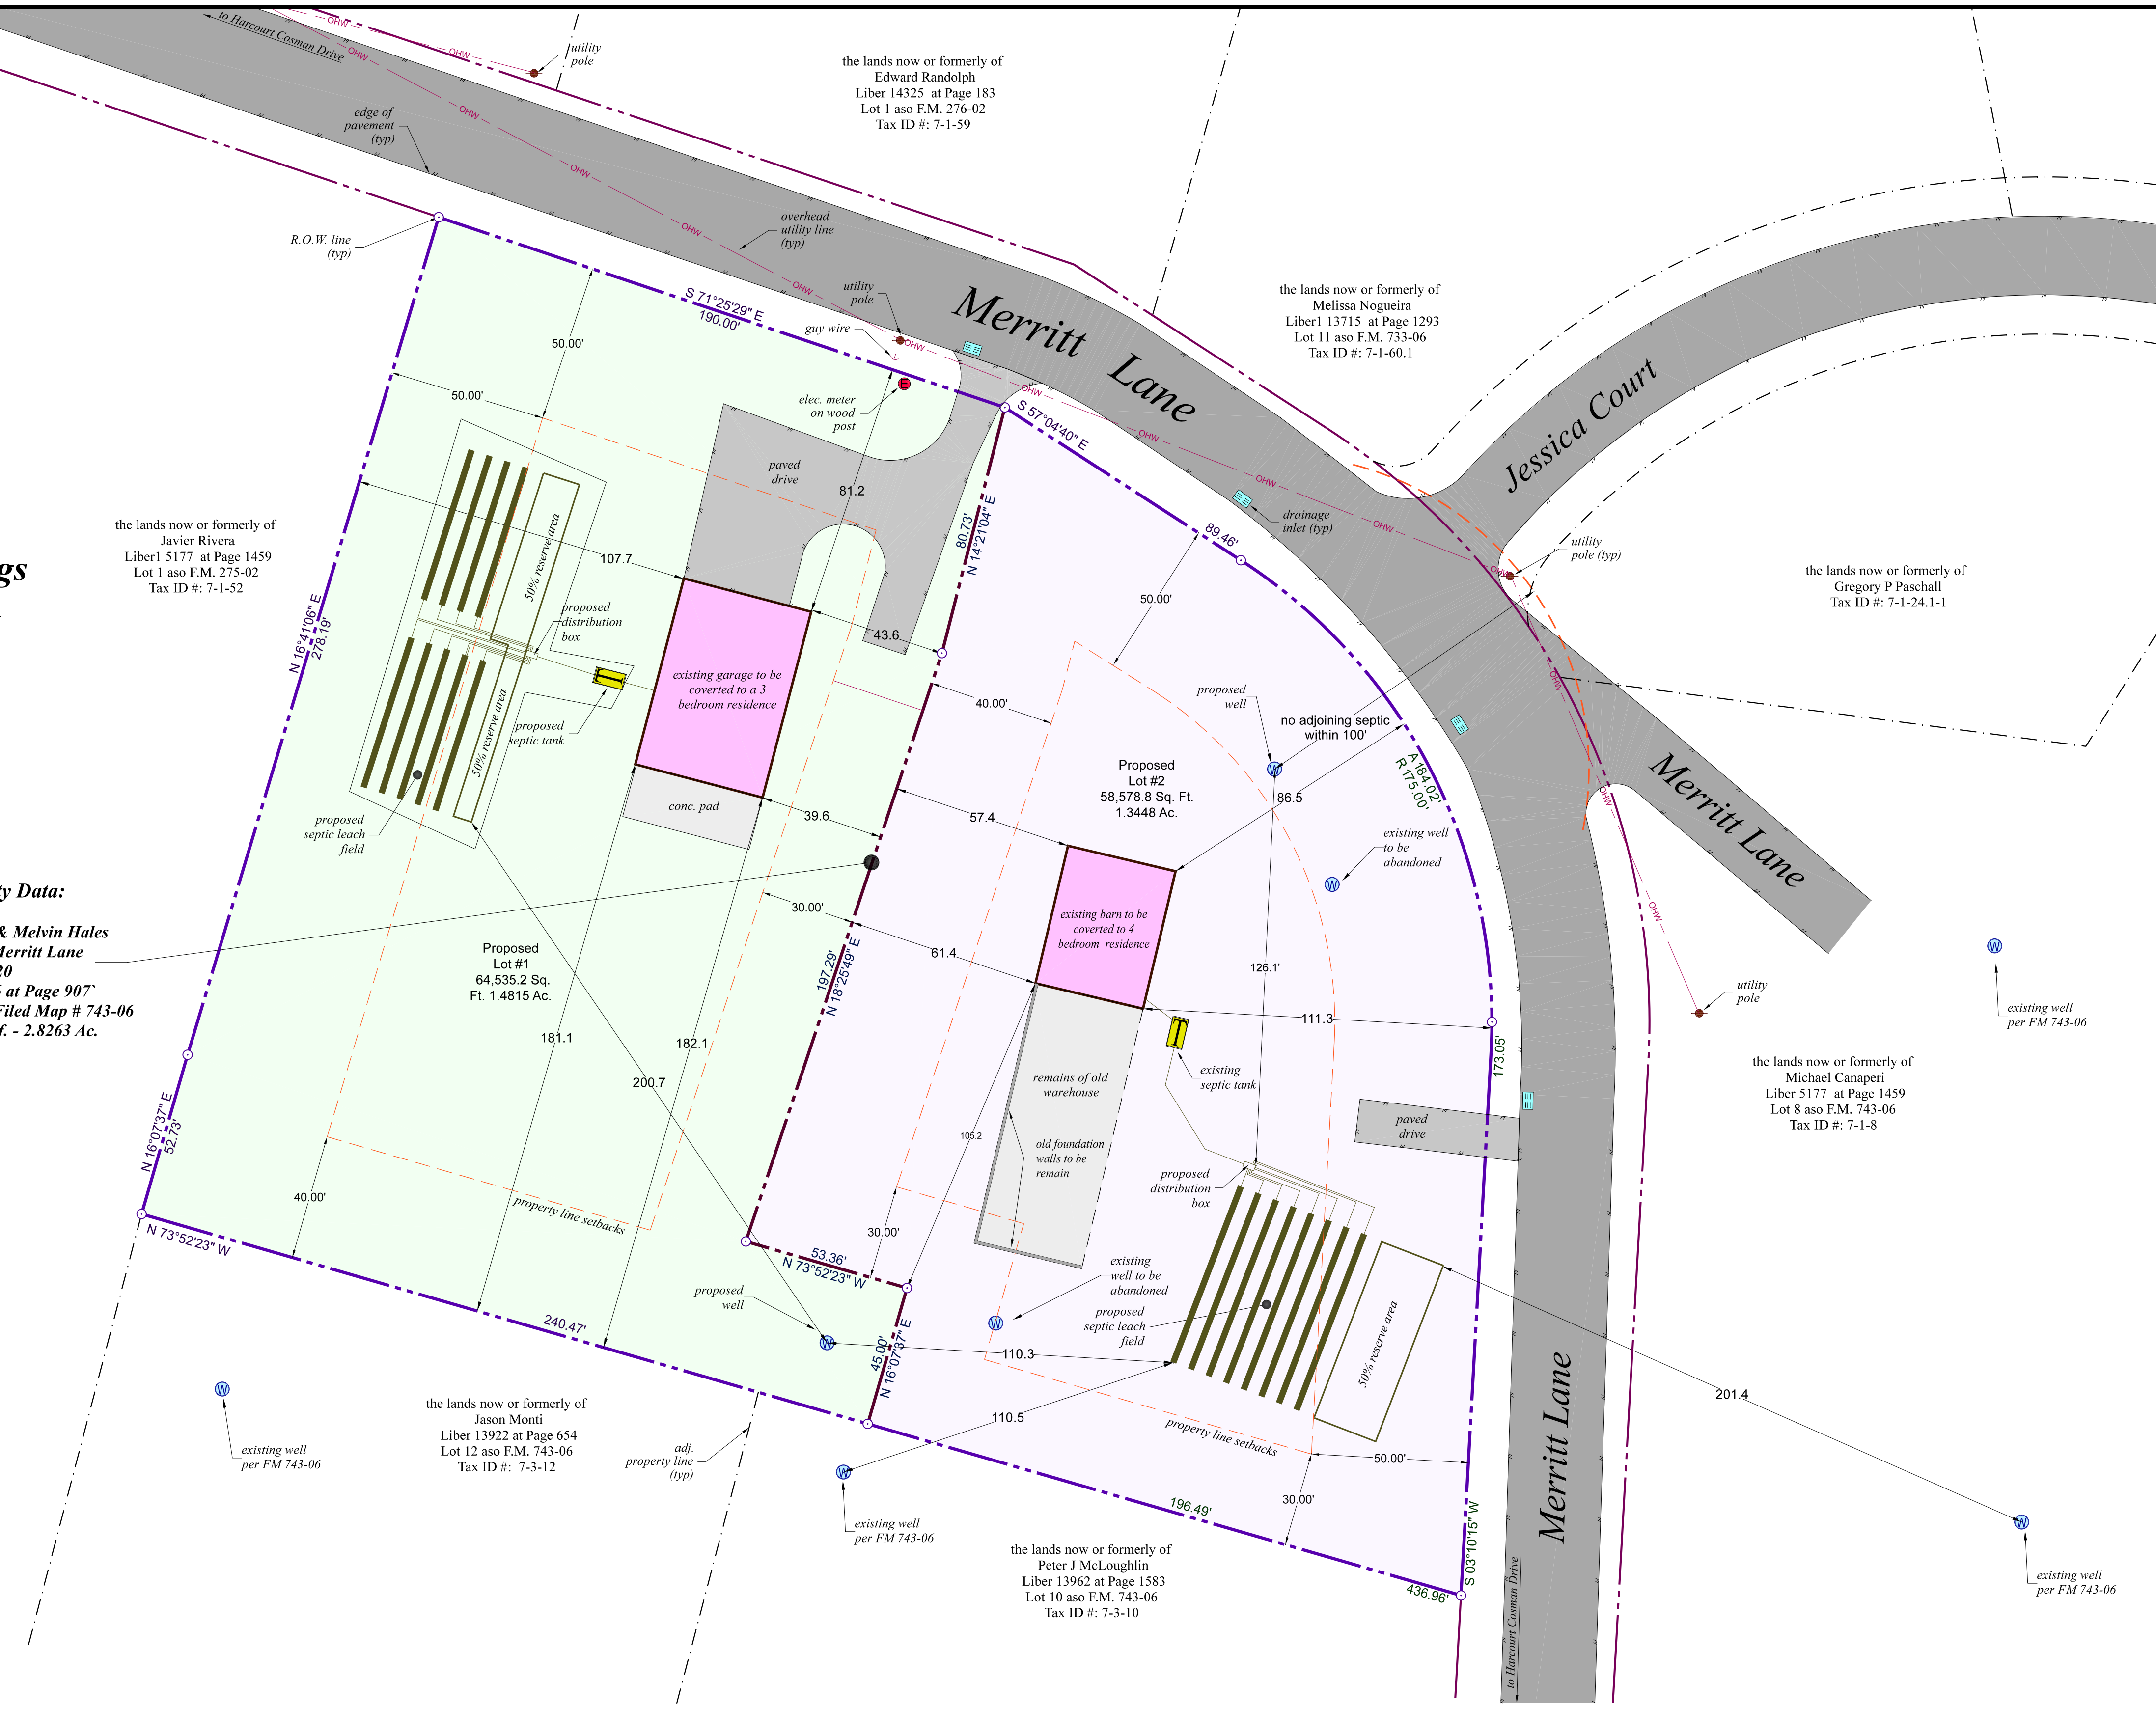 to Harcourt Cosman Drive
OHW
OHW
OHW
utility
pole
the lands now or formerly of
Edward Randolph
Liber 14325 at Page 183
Lot 1 aso F.M. 276-02
Tax ID #: 7-1-59
edge of
pavement
(typ)
OHW
OHW
OHW
OHW
overhead
utility line
(typ)
R.O.W. line
(typ)
S 71°25'29" E
190.00'
utility
pole
guy wire
OHW
E
elec. meter
on wood
post
Merritt Lane
OHW
S 57°04'40" E
89.46'
OHW
OHW
OHW
OHW
the lands now or formerly of
Melissa Nogueira
Liber1 13715 at Page 1293
Lot 11 aso F.M. 733-06
Tax ID #: 7-1-60.1
Jessica Court
drainage
inlet (typ)
utility
pole (typ)
the lands now or formerly of
Gregory P Paschall
Tax ID #: 7-1-24.1-1
50.00'
50.00'
paved
drive
81.2
80.73'
N 14°21'04" E
the lands now or formerly of
Javier Rivera
Liber1 5177 at Page 1459
Lot 1 aso F.M. 275-02
Tax ID #: 7-1-52
gs
107.7
50% reserve area
proposed
distribution
box
43.6
50.00'
N 16°41'06" E
278.19'
T
proposed
septic tank
50% reserve area
existing garage to be
coverted to a 3
bedroom residence
conc. pad
39.6
40.00'
proposed
well
no adjoining septic
within 100'
W
86.5
A 184.02'
R 175.00'
OHW
OHW
OHW
Merritt Lane
Proposed
Lot #2
58,578.8 Sq. Ft.
1.3448 Ac.
57.4
existing well
to be
abandoned
W
proposed
septic leach
field
ty Data:
& Melvin Hales
Merritt Lane
20
at Page 907`
Filed Map # 743-06
f. - 2.8263 Ac.
30.00'
61.4
existing barn to be
coverted to 4
bedroom residence
Proposed
Lot #1
64,535.2 Sq.
Ft. 1.4815 Ac.
197.29'
N 18°25'49" E
126.1'
111.3
W
existing well
per FM 743-06
utility
pole
181.1
182.1
200.7
T
existing
septic tank
173.05'
remains of old
warehouse
the lands now or formerly of
Michael Canaperi
Liber 5177 at Page 1459
Lot 8 aso F.M. 743-06
Tax ID #: 7-1-8
paved
drive
105.2
old foundation
walls to be
remain
proposed
distribution
box
N 16°07'37" E
52.73'
40.00'
property line setbacks
30.00'
N 73°52'23" W
53.36'
N 73°52'23" W
existing
well to be
abandoned
W
proposed
well
W
proposed
septic leach
field
50% reserve area
240.47'
45.00'
N 16°07'37" E
110.3
110.5
201.4
W
existing well
per FM 743-06
the lands now or formerly of
Jason Monti
Liber 13922 at Page 654
Lot 12 aso F.M. 743-06
Tax ID #: 7-3-12
adj.
property line
(typ)
W
existing well
per FM 743-06
property line setbacks
50.00'
30.00'
196.49'
S 03°10'15" W
436.96'
Merritt Lane
to Harcourt Cosman Drive
the lands now or formerly of
Peter J McLoughlin
Liber 13962 at Page 1583
Lot 10 aso F.M. 743-06
Tax ID #: 7-3-10
W
existing well
per FM 743-06